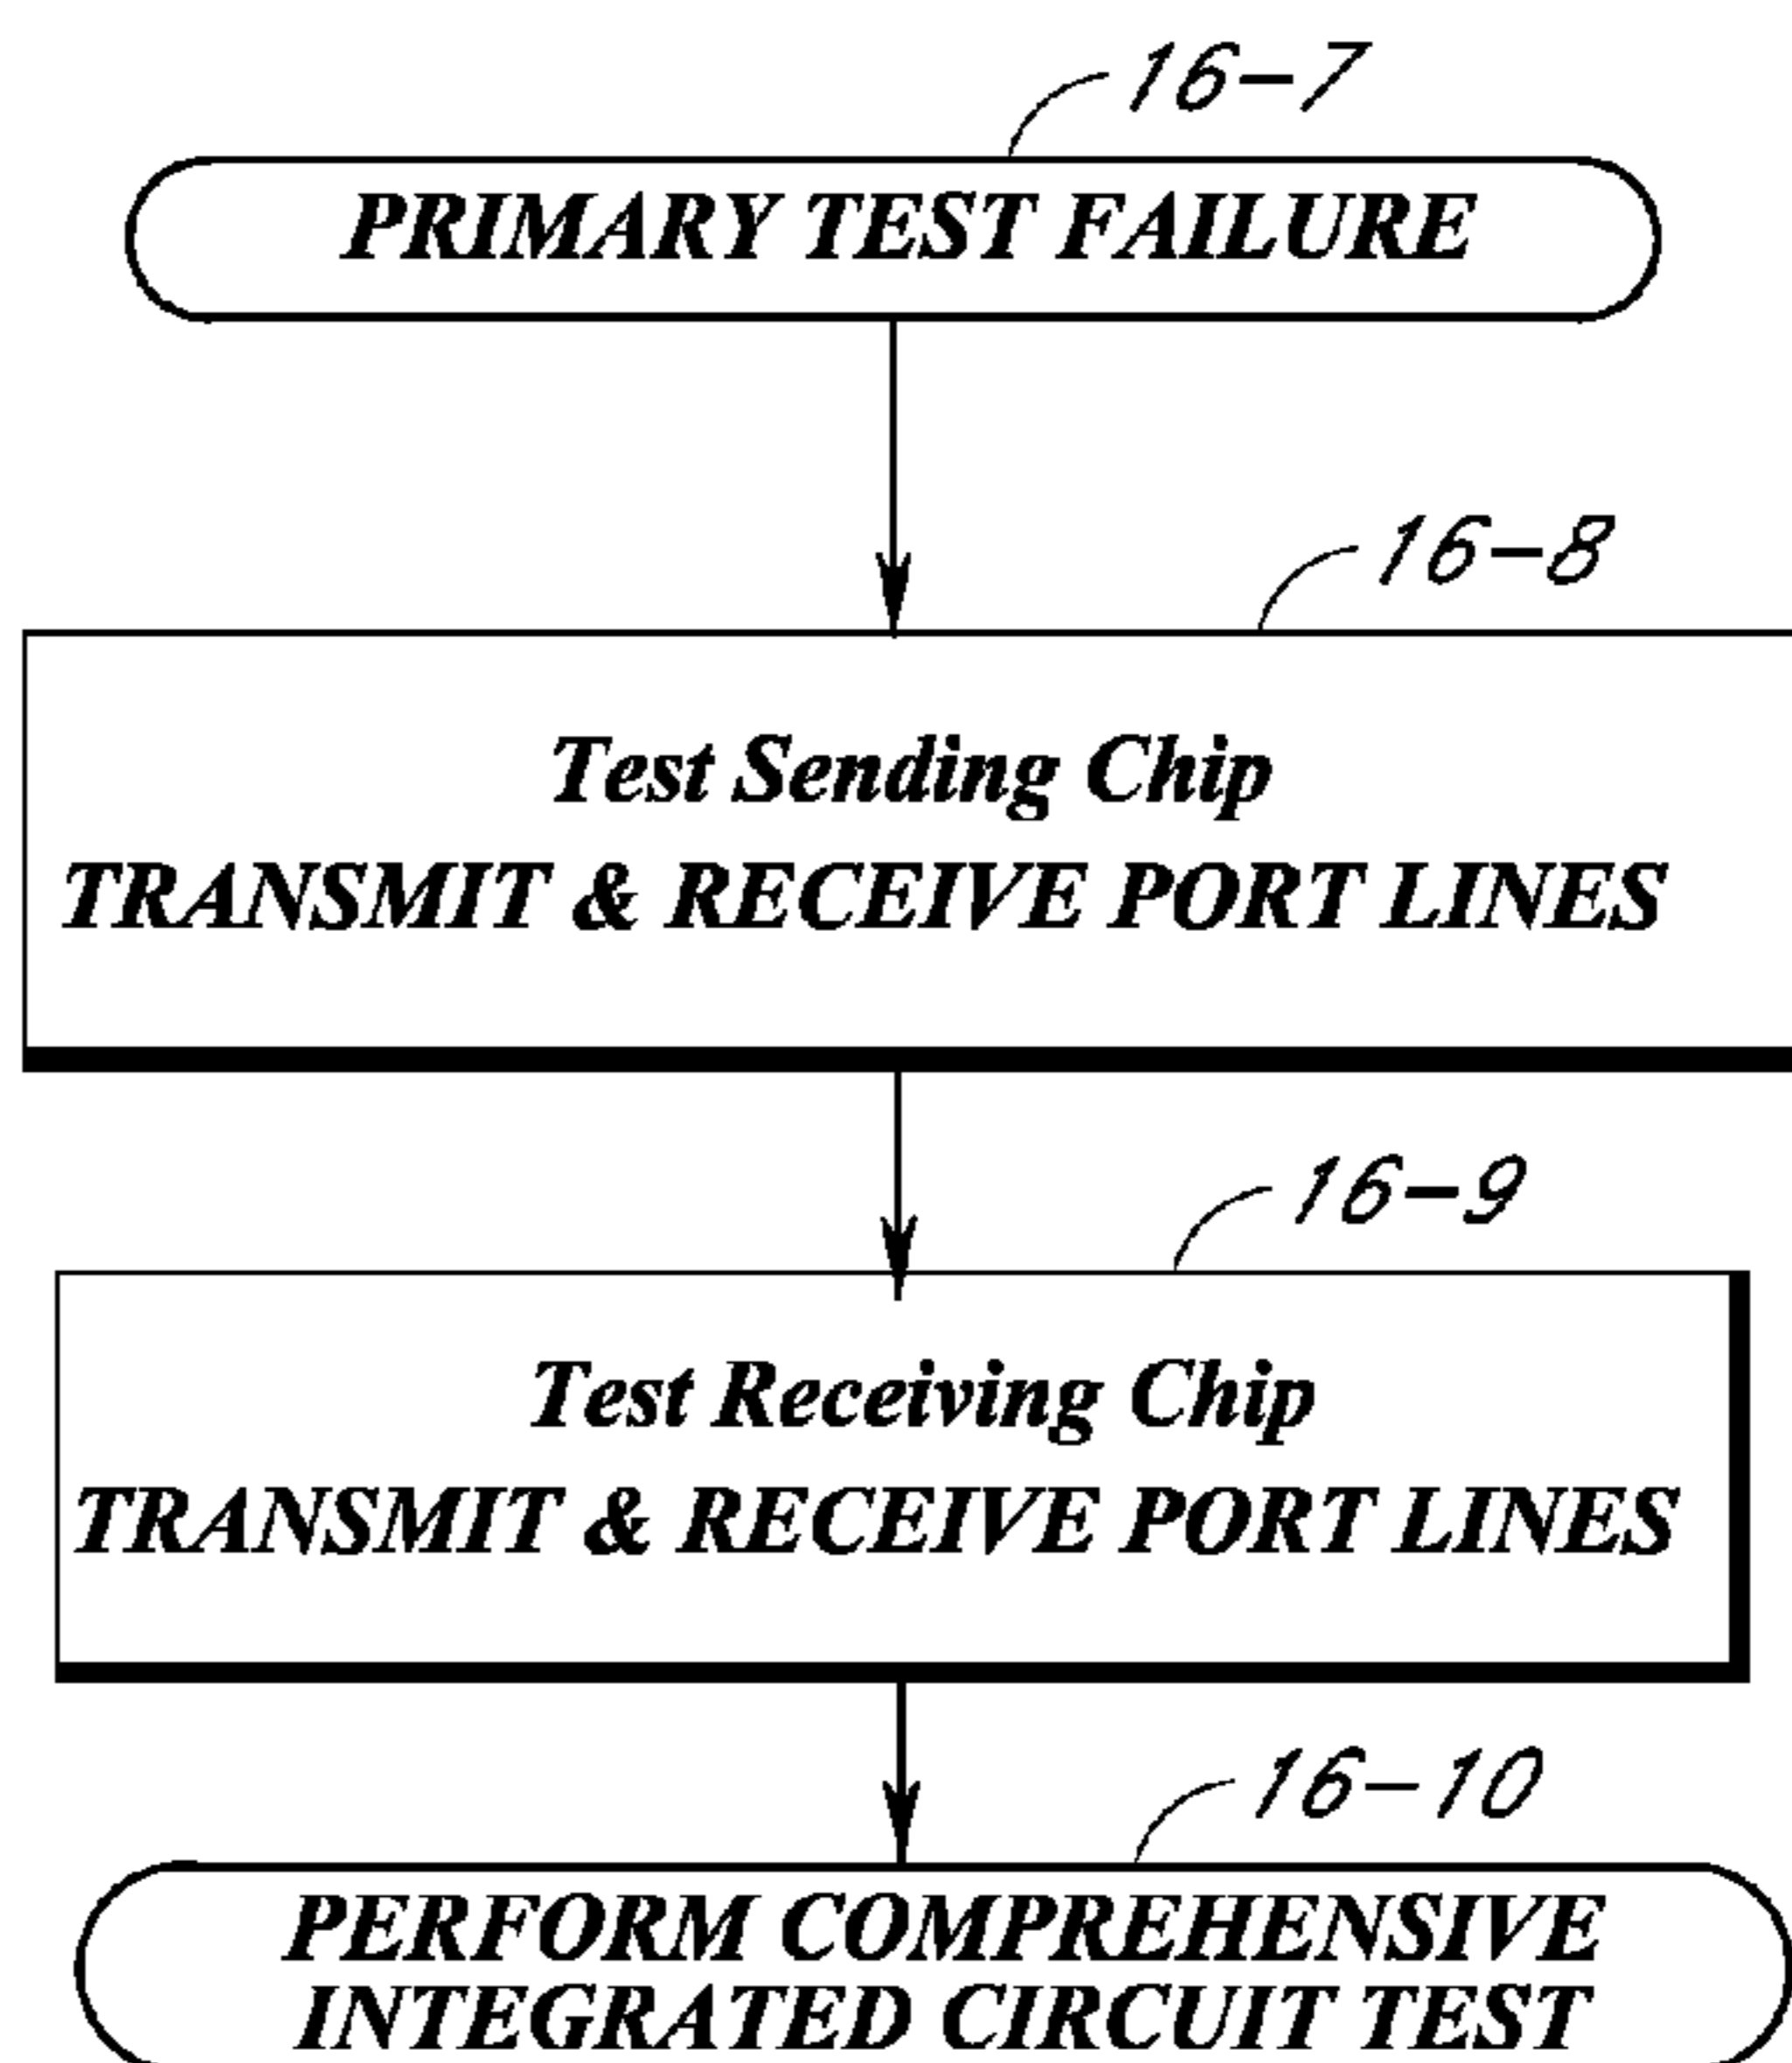 16-7
PRIMARY TEST FAILURE
16-8
Test Sending Chip
TRANSMIT & RECEIVE PORT LINES
16-9
Test Receiving Chip
TRANSMIT & RECEIVE PORT LINES
16-10
PERFORM COMPREHENSIVE
INTEGRATED CIRCUIT TEST